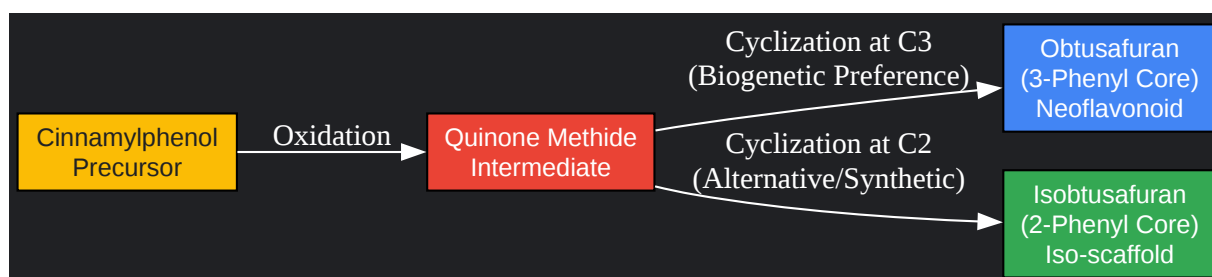 Cinnamylphenol
Precursor
Oxidation
Quinone Methide
Intermediate
Cyclization at C3
(Biogenetic Preference)
Obtusafuran
(3-Phenyl Core)
Neoflavonoid
Cyclization at C2
(Alternative/Synthetic)
Isobtusafuran
(2-Phenyl Core)
Iso-scaffold